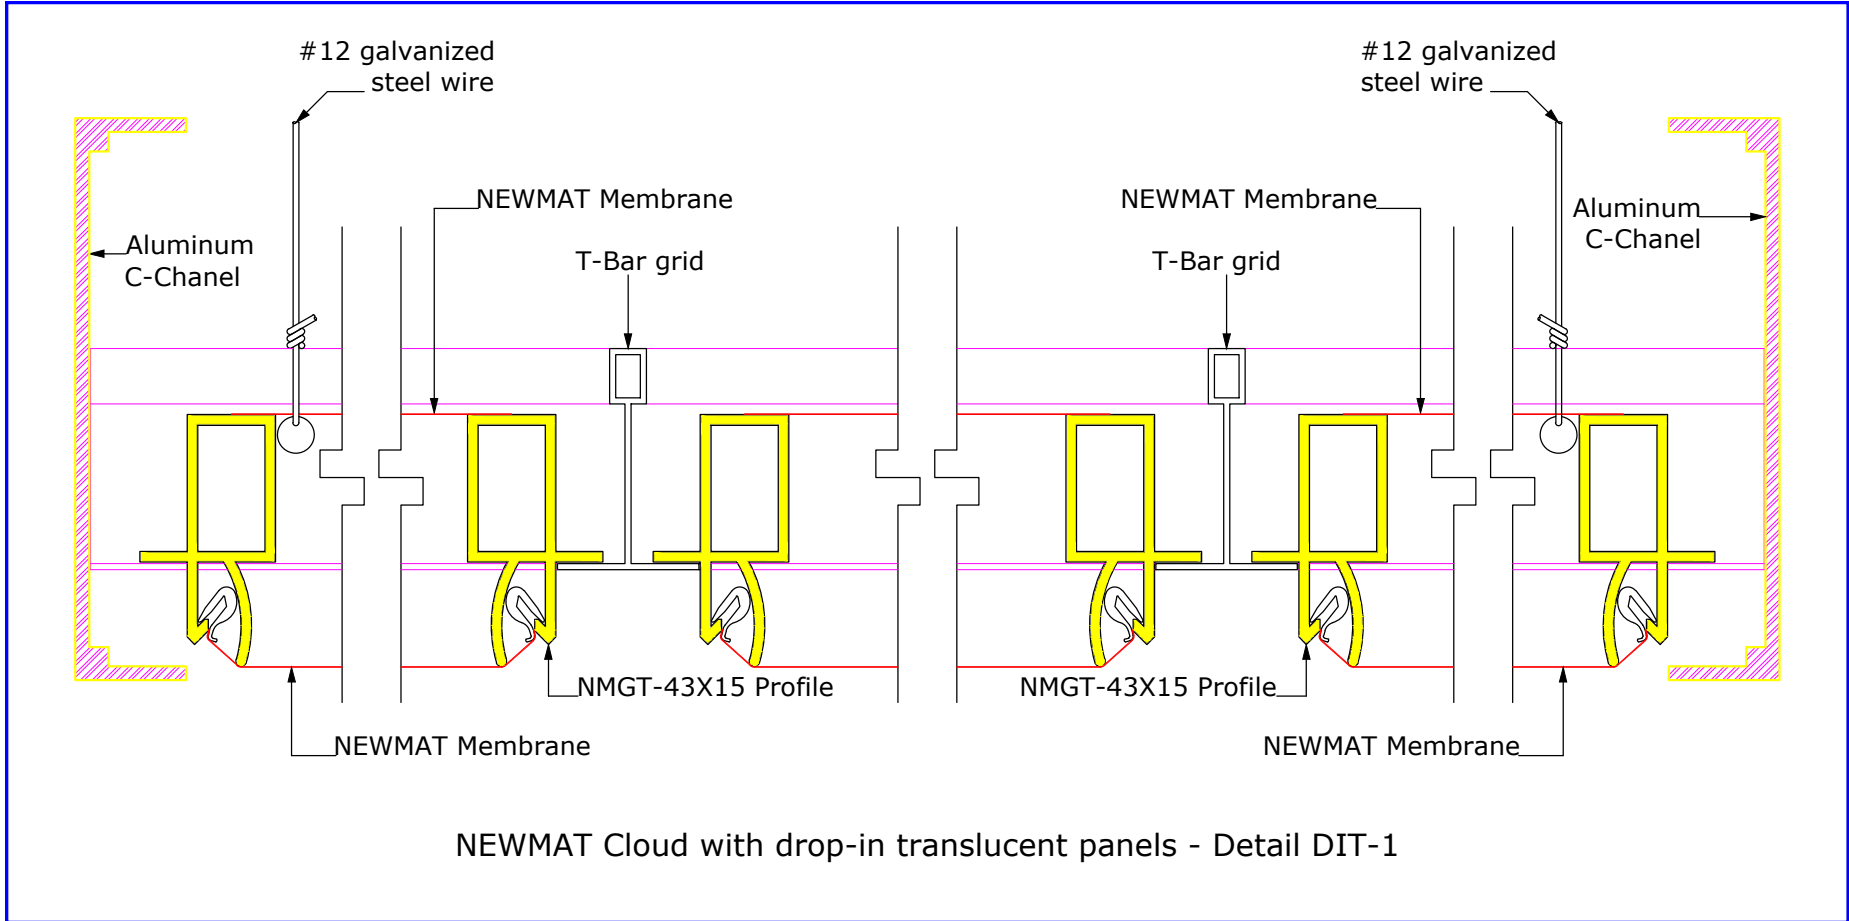 #12 galvanized
steel wire
#12 galvanized
steel wire
NEWMAT Membrane
NEWMAT Membrane
Aluminum
C-Chanel
T-Bar grid
T-Bar grid
Aluminum
C-Chanel
NMGT-43X15 Profile
NMGT-43X15 Profile
NEWMAT Membrane
NEWMAT Membrane
NEWMAT Cloud with drop-in translucent panels - Detail DIT-1